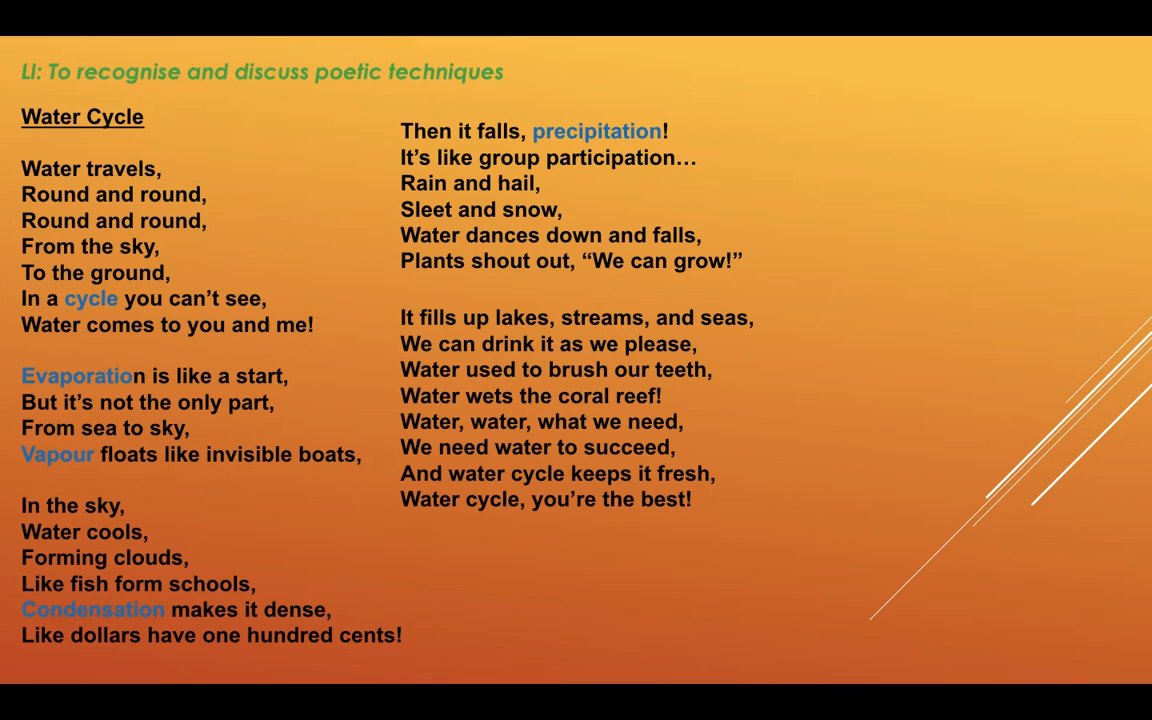 LI: To recognise and discuss poetic techniques
Water Cycle
Water travels,
Round and round,
Round and round,
From the sky,
To the ground,
In a cycle you can’t see,
Water comes to you and me!
Evaporation is like a start,
But it’s not the only part,
From sea to sky,
Vapour floats like invisible boats,
In the sky,
Water cools,
Forming clouds,
Like fish form schools,
Condensation makes it dense,
Like dollars have one hundred cents!
Then it falls, precipitation!
It’s like group participation…
Rain and hail,
Sleet and snow,
Water dances down and falls,
Plants shout out, “We can grow!”
It fills up lakes, streams, and seas,
We can drink it as we please,
Water used to brush our teeth,
Water wets the coral reef!
Water, water, what we need,
We need water to succeed,
And water cycle keeps it fresh,
Water cycle, you’re the best!